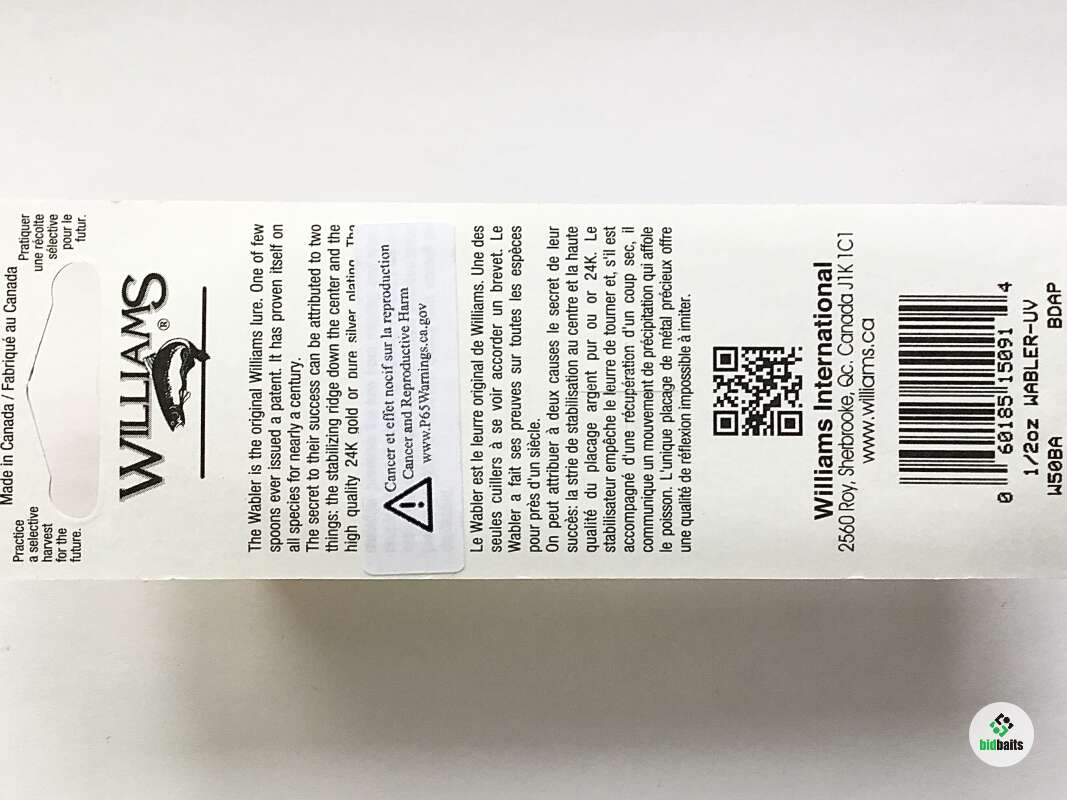 Made in Canada / Fabriqué au Canada
Practice
a selective
harvest
for the
future.
Pratiquer
une récolte
sélective
pour le
futur.
WILLIAMS®
The Wabler is the original Williams lure. One of few
spoons ever issued a patent. It has proven itself on
all species for nearly a century.
The secret to their success can be attributed to two
things: the stabilizing ridge down the center and the
high quality 24K gold or pure silver plating. The
Cancer et effet nocif sur la reproduction
Cancer and Reproductive Harm
www.P65Warnings.ca.gov
Le Wabler est le leurre original de Williams. Une des
seules cuillers à se voir accorder un brevet. Le
Wabler a fait ses preuves sur toutes les espèces
pour près d'un siècle.
On peut attribuer à deux causes le secret de leur
succès: la strie de stabilisation au centre et la haute
qualité du placage argent pur ou or 24K. Le
stabilisateur empêche le leurre de tourner et, s'il est
accompagné d'une récupération d'un coup sec, il
communique un mouvement de précipitation qui affole
le poisson. L'unique placage de métal précieux offre
une qualité de réflexion impossible à imiter.
Williams International
2560 Roy, Sherbrooke, Qc. Canada J1K 1C1
www.williams.ca
0 60185 15091 4
1/2oz WABLER-UV
W50BA BDAP
bidbaits